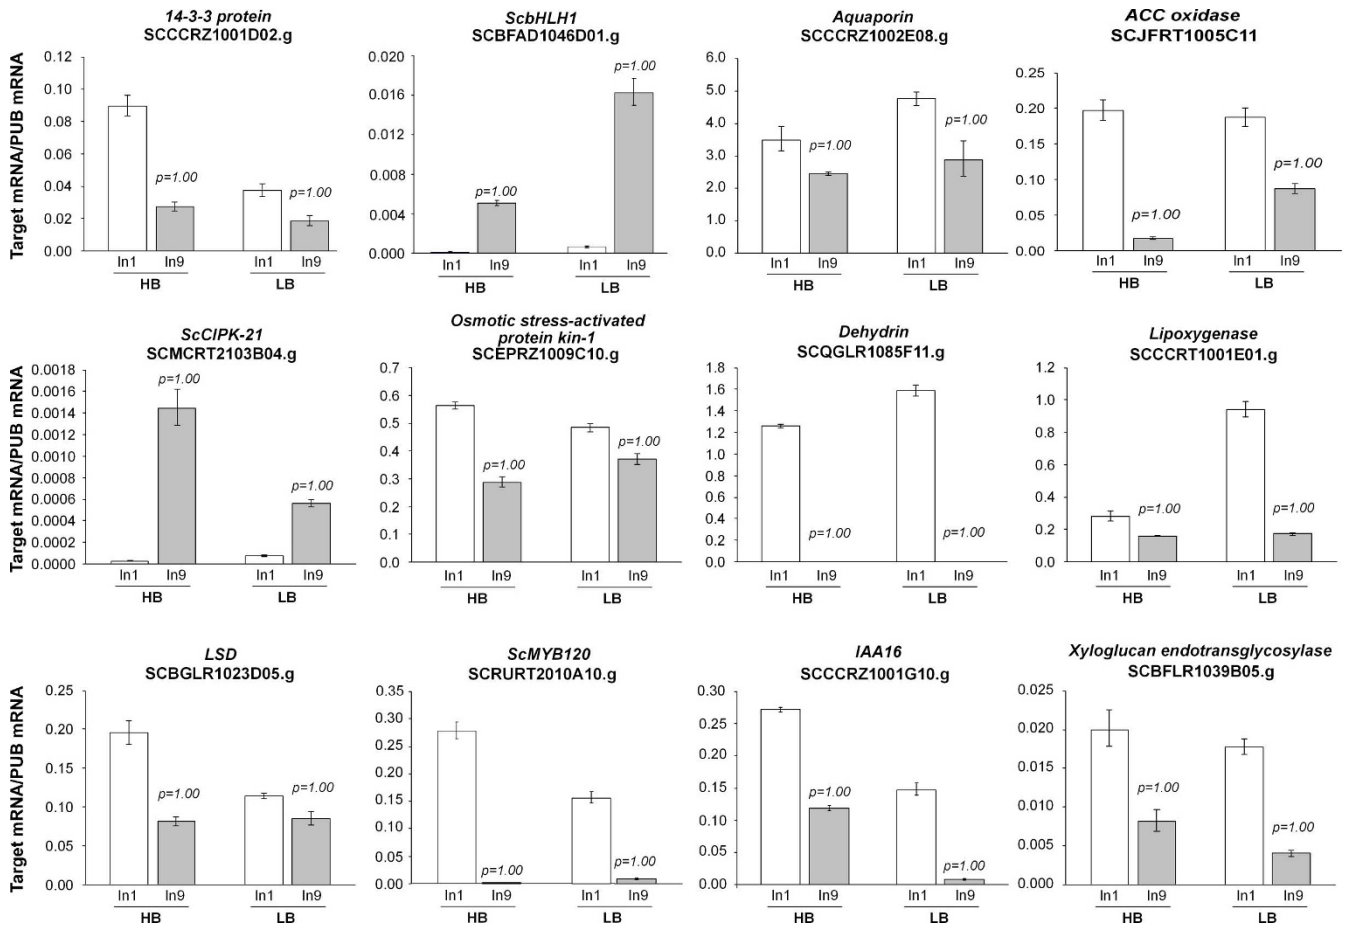 14-3-3 protein
SCCCRZ1001D02.g
Target mRNA/PUB mRNA
0.12
0.10
0.08
0.06
0.04
0.02
0.00
p=1.00
p=1.00
In1 In9 In1 In9
HB LB
ScbHLH1
SCBFAD1046D01.g
0.020
0.016
0.012
0.008
0.004
0.000
p=1.00
p=1.00
In1 In9 In1 In9
HB LB
Aquaporin
SCCCRZ1002E08.g
6.0
5.0
4.0
3.0
2.0
1.0
0.0
p=1.00
p=1.00
In1 In9 In1 In9
HB LB
ACC oxidase
SCJFRT1005C11
0.25
0.20
0.15
0.10
0.05
0.00
p=1.00
p=1.00
In1 In9 In1 In9
HB LB
ScCIPK-21
SCMCRT2103B04.g
Target mRNA/PUB mRNA
0.0018
0.0016
0.0014
0.0012
0.0010
0.0008
0.0006
0.0004
0.0002
0.0000
p=1.00
p=1.00
In1 In9 In1 In9
HB LB
Osmotic stress-activated
protein kin-1
SCEPRZ1009C10.g
0.7
0.6
0.5
0.4
0.3
0.2
0.1
0.0
p=1.00
p=1.00
In1 In9 In1 In9
HB LB
Dehydrin
SCQGLR1085F11.g
1.8
1.6
1.4
1.2
1.0
0.8
0.6
0.4
0.2
0.0
p=1.00
p=1.00
In1 In9 In1 In9
HB LB
Lipoxygenase
SCCCRT1001E01.g
1.2
1.0
0.8
0.6
0.4
0.2
0.0
p=1.00
p=1.00
In1 In9 In1 In9
HB LB
LSD
SCBGLR1023D05.g
Target mRNA/PUB mRNA
0.25
0.20
0.15
0.10
0.05
0.00
p=1.00
p=1.00
In1 In9 In1 In9
HB LB
ScMYB120
SCRURT2010A10.g
0.35
0.30
0.25
0.20
0.15
0.10
0.05
0.00
p=1.00
p=1.00
In1 In9 In1 In9
HB LB
IAA16
SCCCRZ1001G10.g
0.30
0.25
0.20
0.15
0.10
0.05
0.00
p=1.00
p=1.00
In1 In9 In1 In9
HB LB
Xyloglucan endotransglycosylase
SCBFLR1039B05.g
0.025
0.020
0.015
0.010
0.005
0.000
p=1.00
p=1.00
In1 In9 In1 In9
HB LB